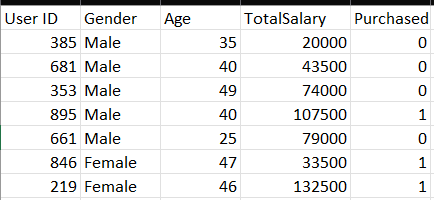 User ID Gender Age TotalSalary Purchased
385 Male 35 20000 0
681 Male 40 43500 0
353 Male 49 74000 0
895 Male 40 107500 1
661 Male 25 79000 0
846 Female 47 33500 1
219 Female 46 132500 1